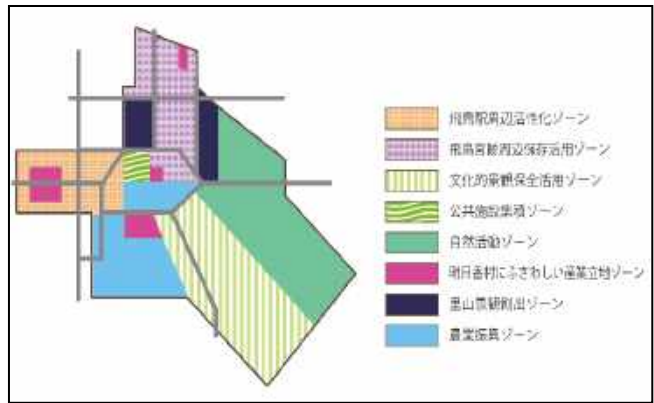 飛鳥駅周辺活性化ゾーン
飛鳥宮跡周辺保存活用ゾーン
文化的景観保全活用ゾーン
公共施設集積ゾーン
自然活動ゾーン
明日香村にふさわしい産業立地ゾーン
里山景観創出ゾーン
農業振興ゾーン